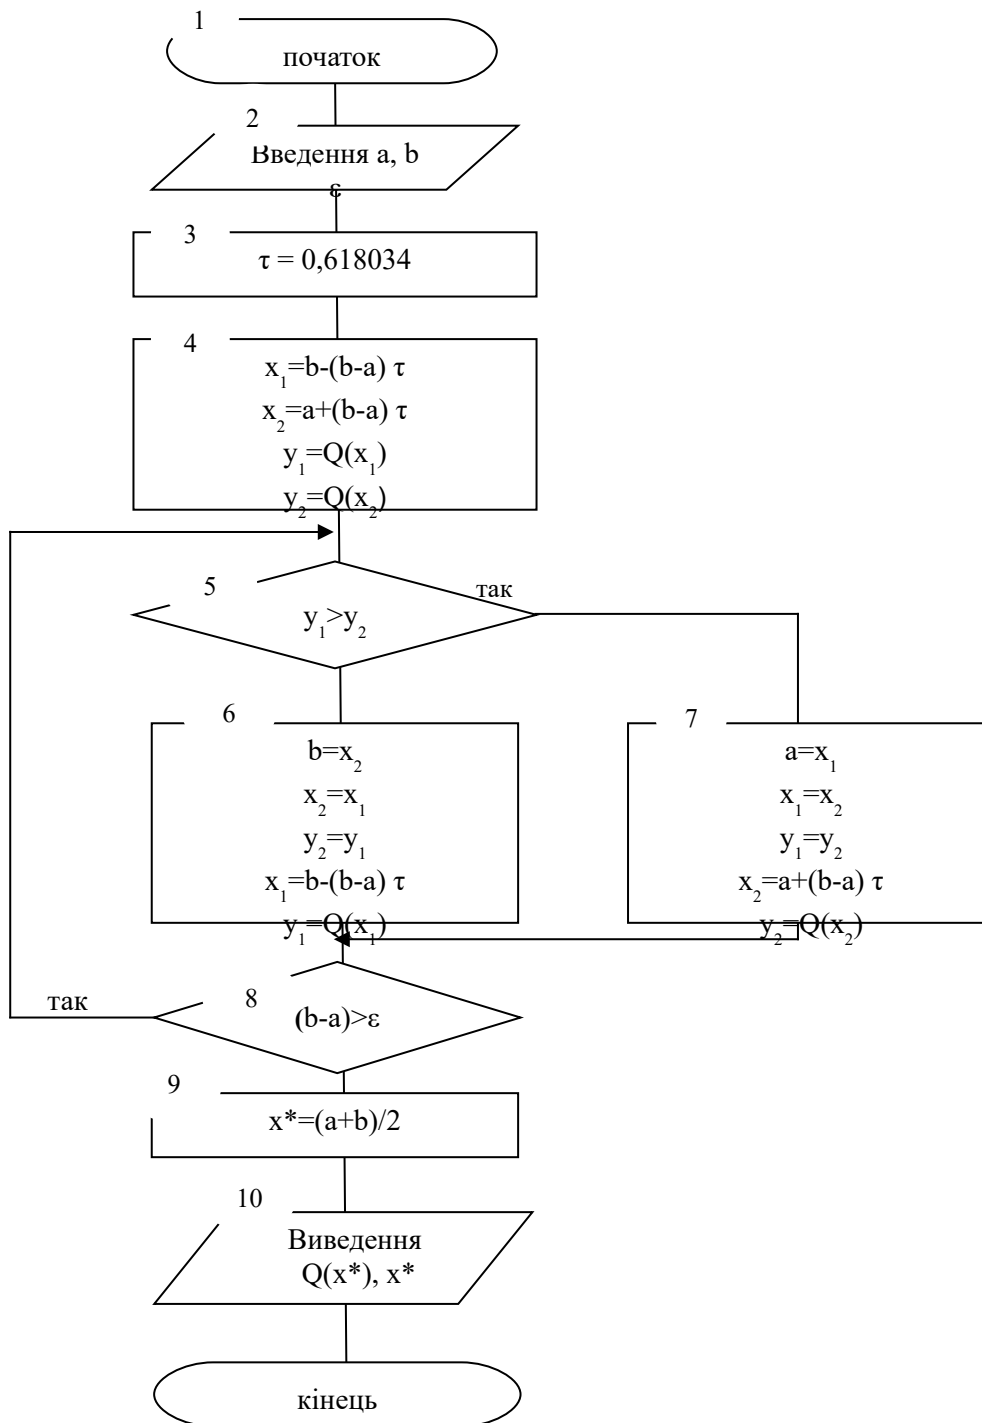 1
початок
2
Введення a, b
ε
3
τ = 0,618034
4
x₁=b-(b-a) τ
x₂=a+(b-a) τ
y₁=Q(x₁)
y₂=Q(x₂)
5
так
y₁>y₂
6
b=x₂
x₂=x₁
y₂=y₁
x₁=b-(b-a) τ
y₁=Q(x₁)
7
a=x₁
x₁=x₂
y₁=y₂
x₂=a+(b-a) τ
y₂=Q(x₂)
так
8
(b-a)>ε
9
x*=(a+b)/2
10
Виведення
Q(x*), x*
кінець